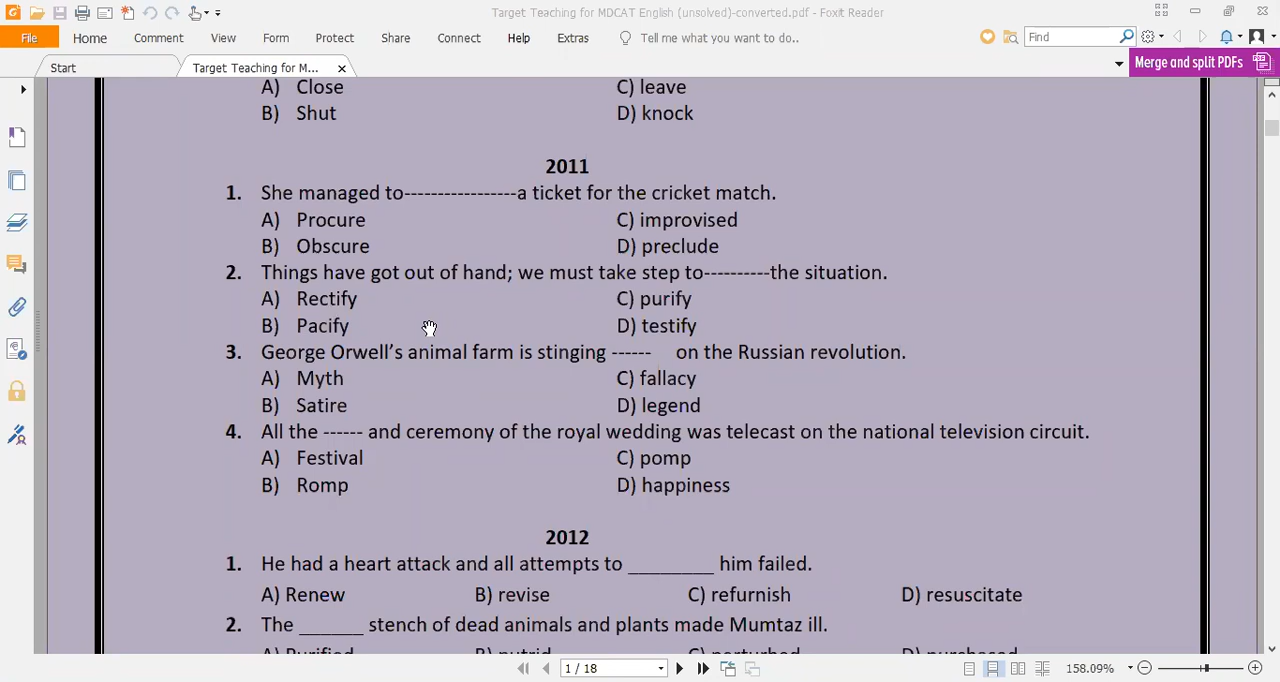 Target Teaching for MDCAT English (unsolved)-converted.pdf - Foxit Reader
File Home Comment View Form Protect Share Connect Help Extras Tell me what you want to do.. Find
Start Target Teaching for M... Merge and split PDFs
A) Close C) leave
B) Shut D) knock
2011
1. She managed to-----------------a ticket for the cricket match.
A) Procure C) improvised
B) Obscure D) preclude
2. Things have got out of hand; we must take step to----------the situation.
A) Rectify C) purify
B) Pacify D) testify
3. George Orwell’s animal farm is stinging ------ on the Russian revolution.
A) Myth C) fallacy
B) Satire D) legend
4. All the ------ and ceremony of the royal wedding was telecast on the national television circuit.
A) Festival C) pomp
B) Romp D) happiness
2012
1. He had a heart attack and all attempts to ________ him failed.
A) Renew B) revise C) refurnish D) resuscitate
2. The ______ stench of dead animals and plants made Mumtaz ill.
A) Purified B) putrid C) perturbed D) purchased
1 / 18 158.09%